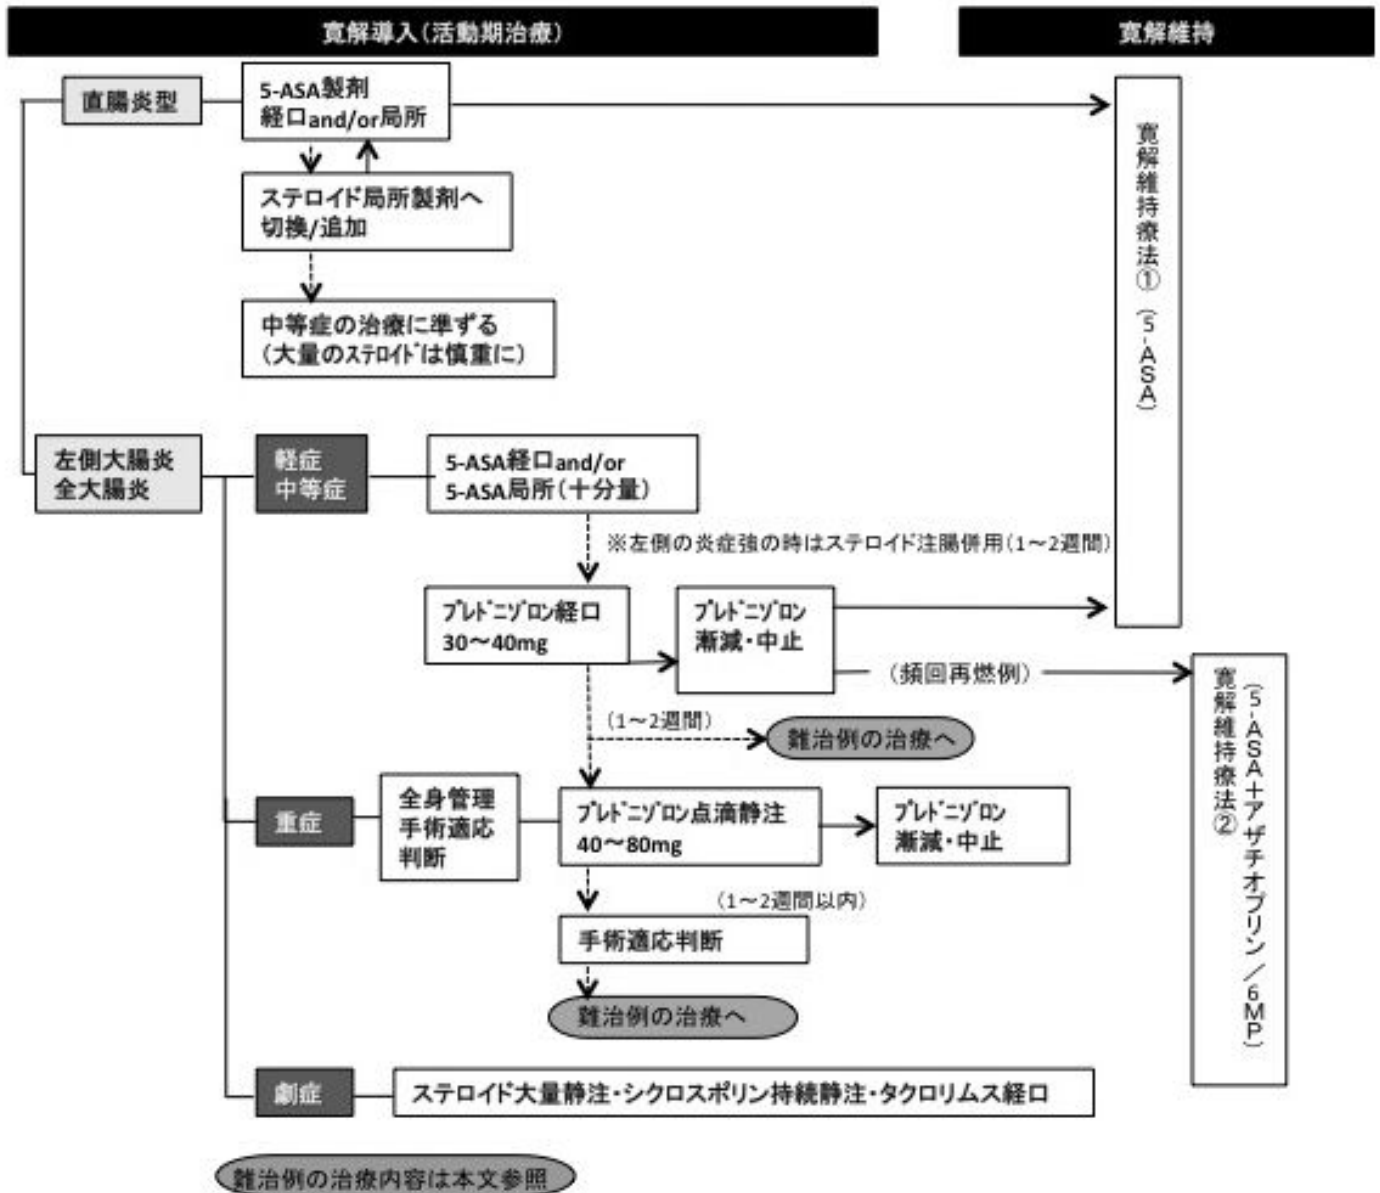 寛解導入(活動期治療)
寛解維持
直腸炎型
5-ASA製剤
経口and/or局所
ステロイド局所製剤へ
切換/追加
中等症の治療に準ずる
(大量のｽﾃﾛｲﾄﾞは慎重に)
寛解維持療法①(5-ASA)
左側大腸炎
全大腸炎
軽症
中等症
5-ASA経口and/or
5-ASA局所(十分量)
※左側の炎症強の時はステロイド注腸併用(1～2週間)
ﾌﾟﾚﾄﾞﾆｿﾞﾛﾝ経口
30～40mg
ﾌﾟﾚﾄﾞﾆｿﾞﾛﾝ
漸減・中止
(頻回再燃例)
寛解維持療法②
(5-ASA+アザチオプリン/6MP)
(1～2週間)
難治例の治療へ
重症
全身管理
手術適応
判断
ﾌﾟﾚﾄﾞﾆｿﾞﾛﾝ点滴静注
40～80mg
ﾌﾟﾚﾄﾞﾆｿﾞﾛﾝ
漸減・中止
(1～2週間以内)
手術適応判断
難治例の治療へ
劇症
ステロイド大量静注・シクロスポリン持続静注・タクロリムス経口
難治例の治療内容は本文参照